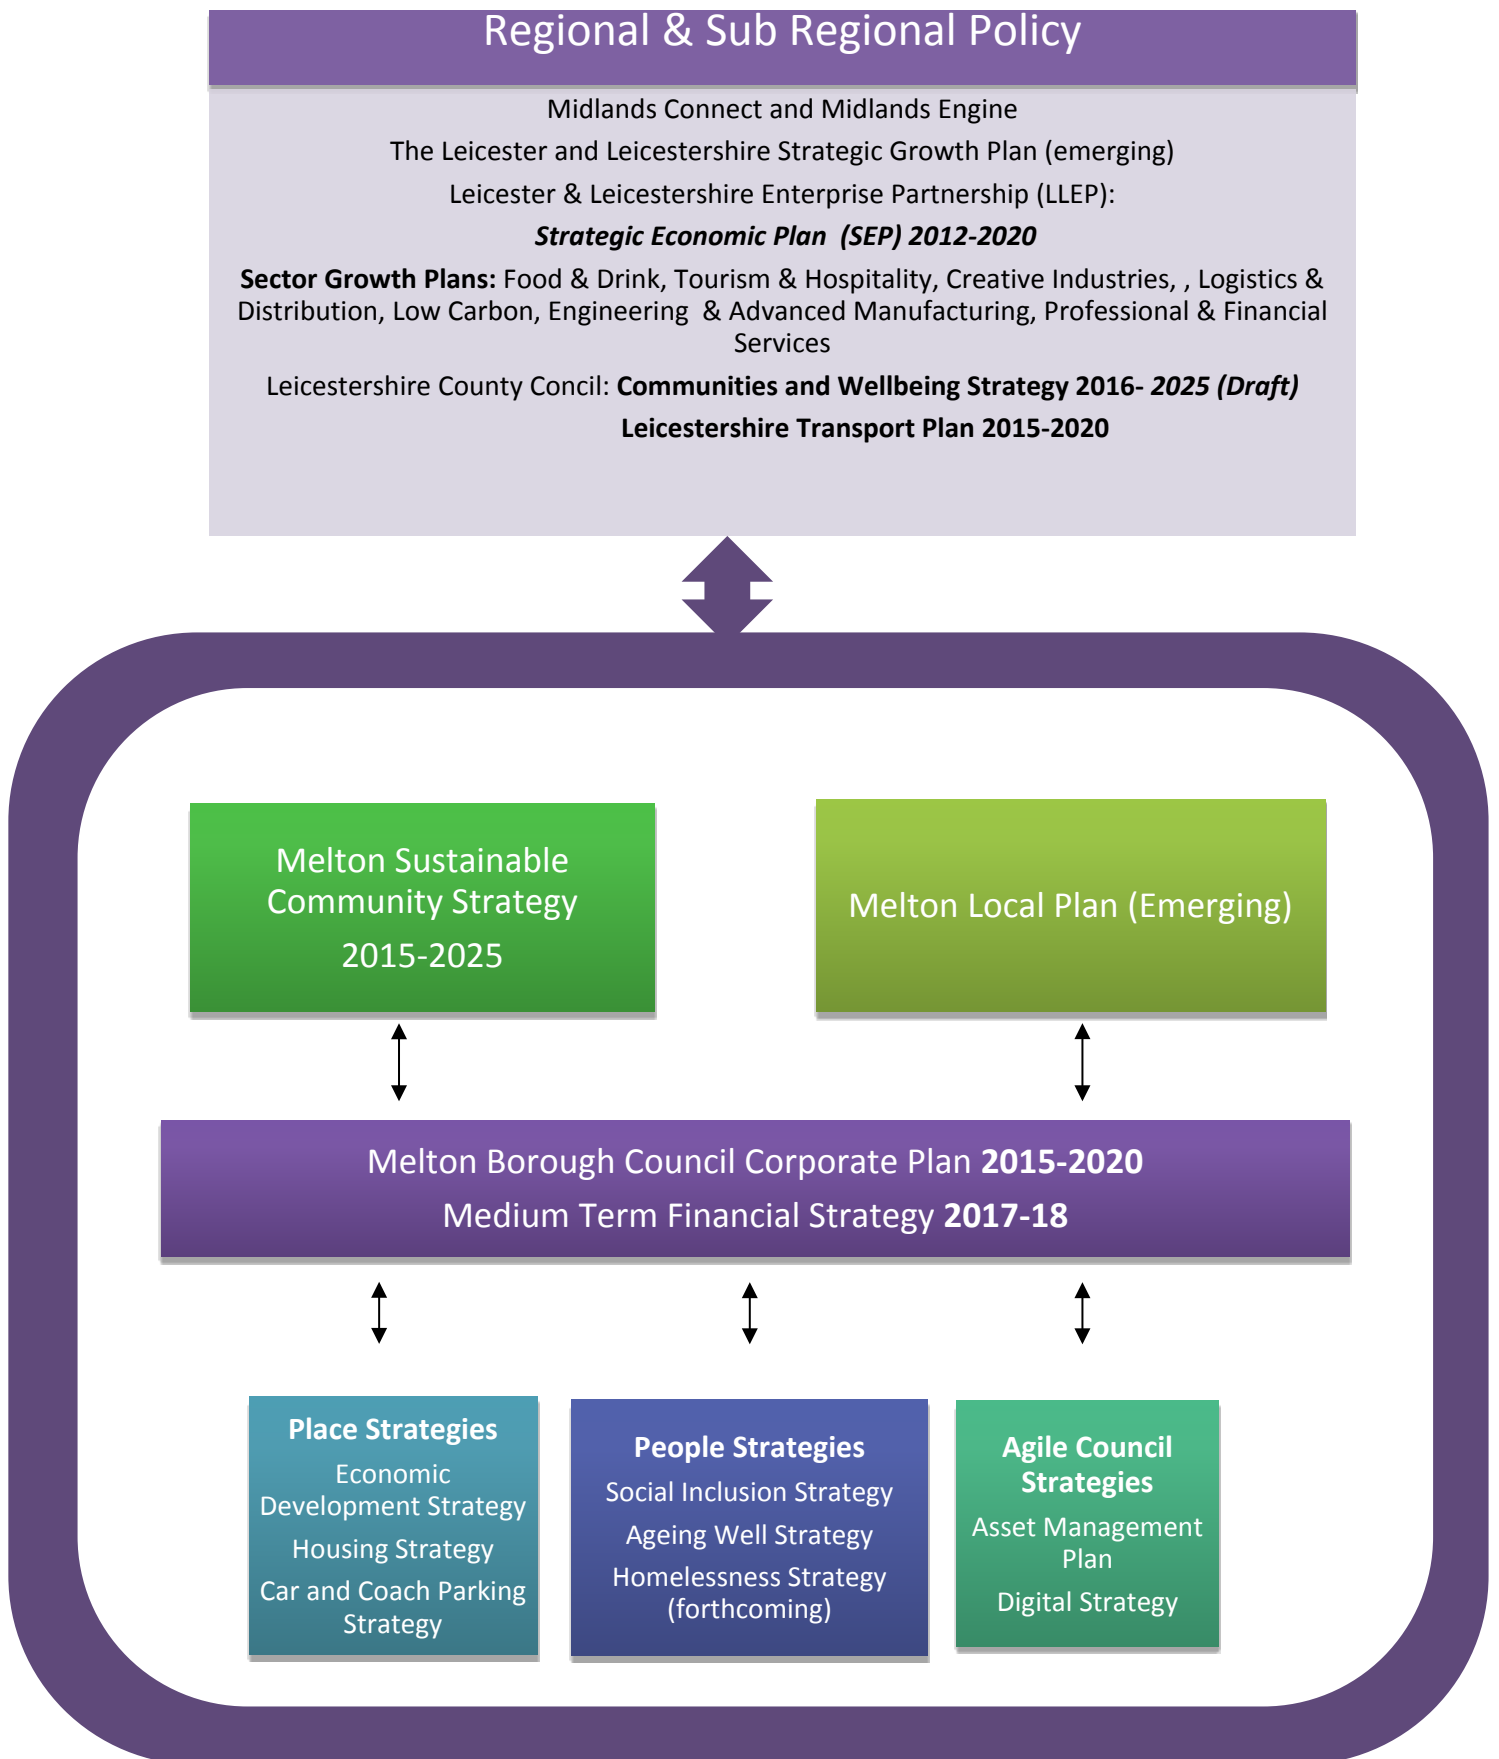 Regional & Sub Regional Policy
Midlands Connect and Midlands Engine
The Leicester and Leicestershire Strategic Growth Plan (emerging)
Leicester & Leicestershire Enterprise Partnership (LLEP):
Strategic Economic Plan  (SEP) 2012-2020
Sector Growth Plans: Food & Drink, Tourism & Hospitality, Creative Industries, , Logistics &
Distribution, Low Carbon, Engineering  & Advanced Manufacturing, Professional & Financial
Services
Leicestershire County Concil: Communities and Wellbeing Strategy 2016- 2025 (Draft)
Leicestershire Transport Plan 2015-2020
Melton Sustainable
Community Strategy
2015-2025
Melton Local Plan (Emerging)
Melton Borough Council Corporate Plan 2015-2020
Medium Term Financial Strategy 2017-18
Place Strategies
Economic
Development Strategy
Housing Strategy
Car and Coach Parking
Strategy
People Strategies
Social Inclusion Strategy
Ageing Well Strategy
Homelessness Strategy
(forthcoming)
Agile Council
Strategies
Asset Management
Plan
Digital Strategy